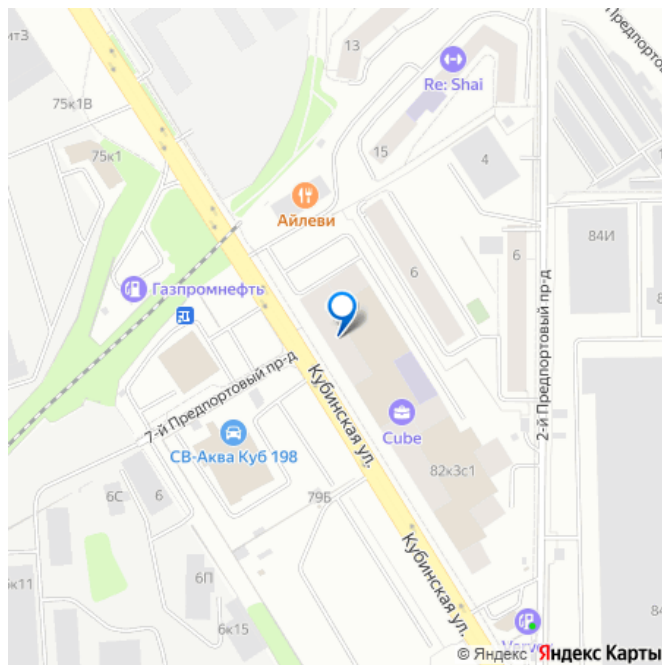 13
Re: Shai
75к1В
75к1
15
4
Айлеви
84И
6
6
Газпромнефть
2-й Предпортовый пр-д
7-й Предпортовый пр-д
Кубинская ул.
Cube
СВ-Аква Куб 198
82к3с1
6С
6
79Б
Кубинская ул.
6П
6к15
© Яндекс Яндекс Карты